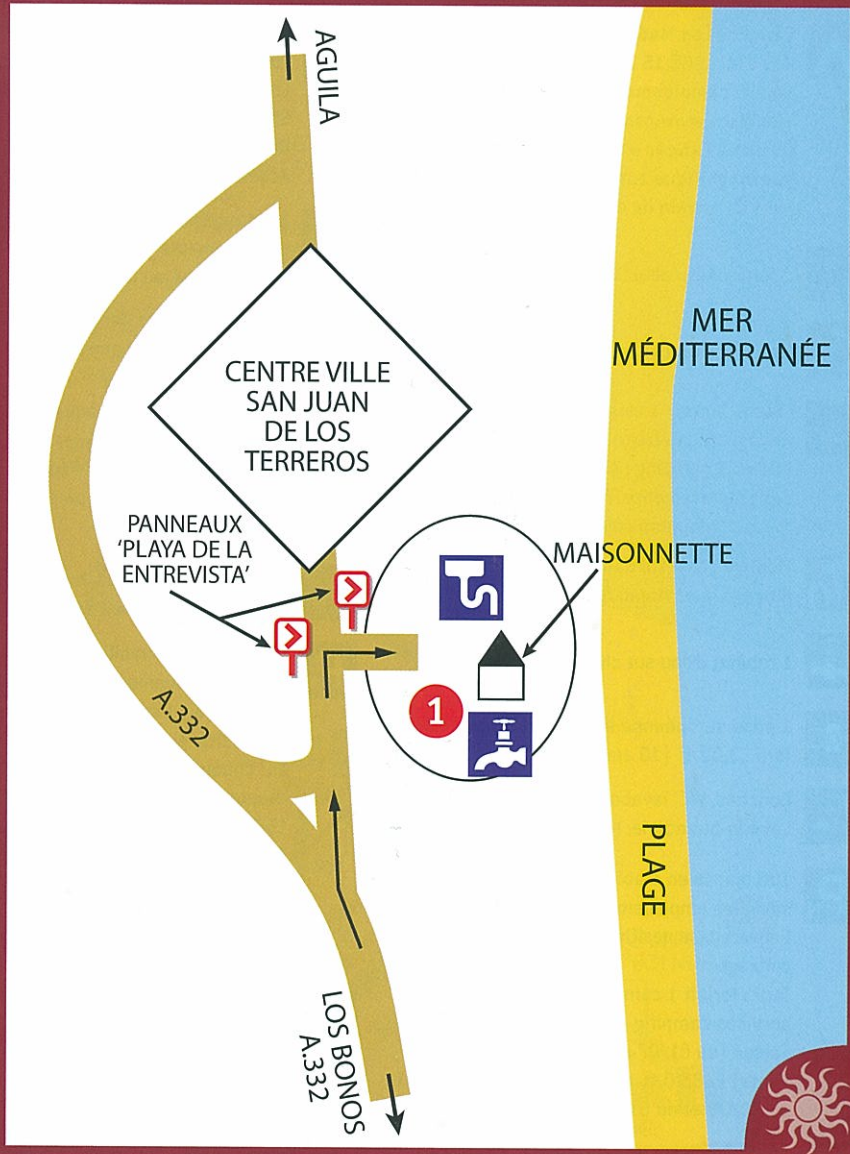 AGUILA
MER
MÉDITERRANÉE
CENTRE VILLE
SAN JUAN
DE LOS
TERREROS
PANNEAUX
'PLAYA DE LA
ENTREVISTA'
MAISONNETTE
1
A.332
PLAGE
LOS BONOS
A.332